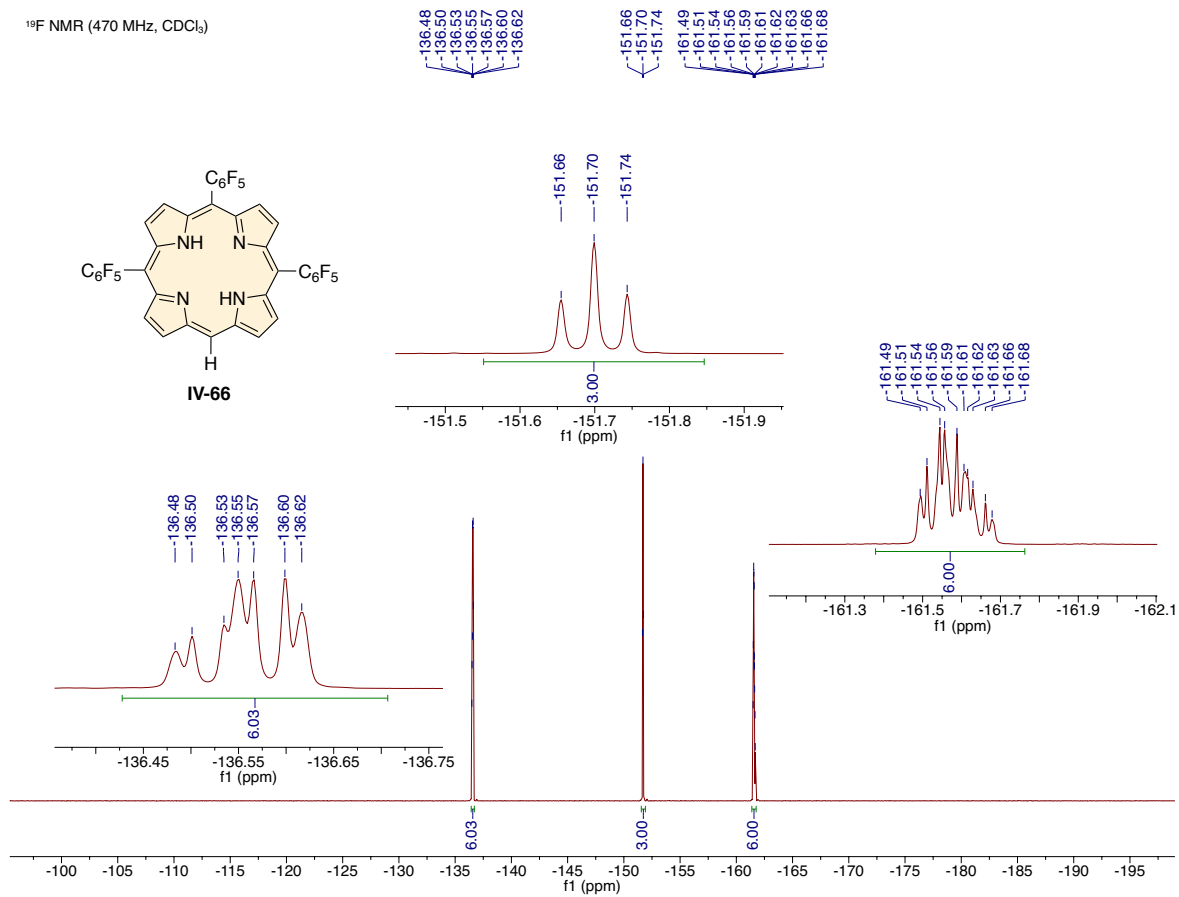 ¹⁹F NMR (470 MHz, CDCl₃)
-136.48
-136.50
-136.53
-136.55
-136.57
-136.60
-136.62
-151.66
-151.70
-151.74
-161.49
-161.51
-161.54
-161.56
-161.59
-161.61
-161.62
-161.63
-161.66
-161.68
C₆F₅
NH
N
C₆F₅
C₆F₅
N
HN
H
IV-66
-151.66
-151.70
-151.74
3.00
-151.5 -151.6 -151.7 -151.8 -151.9
f1 (ppm)
-161.49
-161.51
-161.54
-161.56
-161.59
-161.61
-161.62
-161.63
-161.66
-161.68
6.00
-161.3 -161.5 -161.7 -161.9 -162.1
f1 (ppm)
-136.48
-136.50
-136.53
-136.55
-136.57
-136.60
-136.62
6.03
-136.45 -136.55 -136.65 -136.75
f1 (ppm)
6.03
3.00
6.00
-100 -105 -110 -115 -120 -125 -130 -135 -140 -145 -150 -155 -160 -165 -170 -175 -180 -185 -190 -195
f1 (ppm)